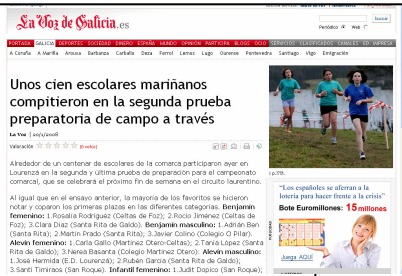 La Voz de Galicia.es
Periódico Web buscar
PORTADA GALICIA DEPORTES SOCIEDAD DINERO ESPAÑA MUNDO OPINIÓN PARTICIPA BLOGS OCIO SERVICIOS CLASIFICADOS CANALES ED. IMPRESA
A Coruña A Mariña Arousa Barbanza Carballo Deza Ferrol Lemos Lugo Ourense Pontevedra Santiago Vigo Emigración
Unos cien escolares mariñanos
compitieron en la segunda prueba
preparatoria de campo a través
La Voz | 20/1/2008
Valoración (0 votos)
Alrededor de un centenar de escolares de la comarca participaron ayer en
Lourenzá en la segunda y última prueba de preparación para el campeonato
comarcal, que se celebrará el próximo fin de semana en el circuito laurentino.
Al igual que en el ensayo anterior, la mayoría de los favoritos se hicieron
notar y coparon los primeros plazas en las diferentes categorías. Benjamín
femenino: 1.Rosalía Rodríguez (Celtas de Foz); 2.Rocío Jiménez (Celtas de
Foz); 3.Clara Díaz (Santa Rita de Galdo). Benjamín masculino: 1.Adrián Ben
(Santa Rita); 2.Martín Prado (Santa Rita); 3.Javier Colino (Colegio O Pilar).
Alevín femenino: 1.Carla Gallo (Martínez Otero-Celtas); 2.Tania López (Santa
Rita de Galdo); 3.Nerea Basanta (Colegio Martínez Otero): Alevín masculino:
1.José Hermida (E.D. Lourenzá); 2.Rubén García (Santa Rita de Galdo);
3.Santi Timiraos (San Roque). Infantil femenino: 1.Judit Dopico (San Roque);
“Los españoles se aferran a la
lotería para hacer frente a la crisis”
Bote Euromillones: 15 millones
Juega AQUÍ